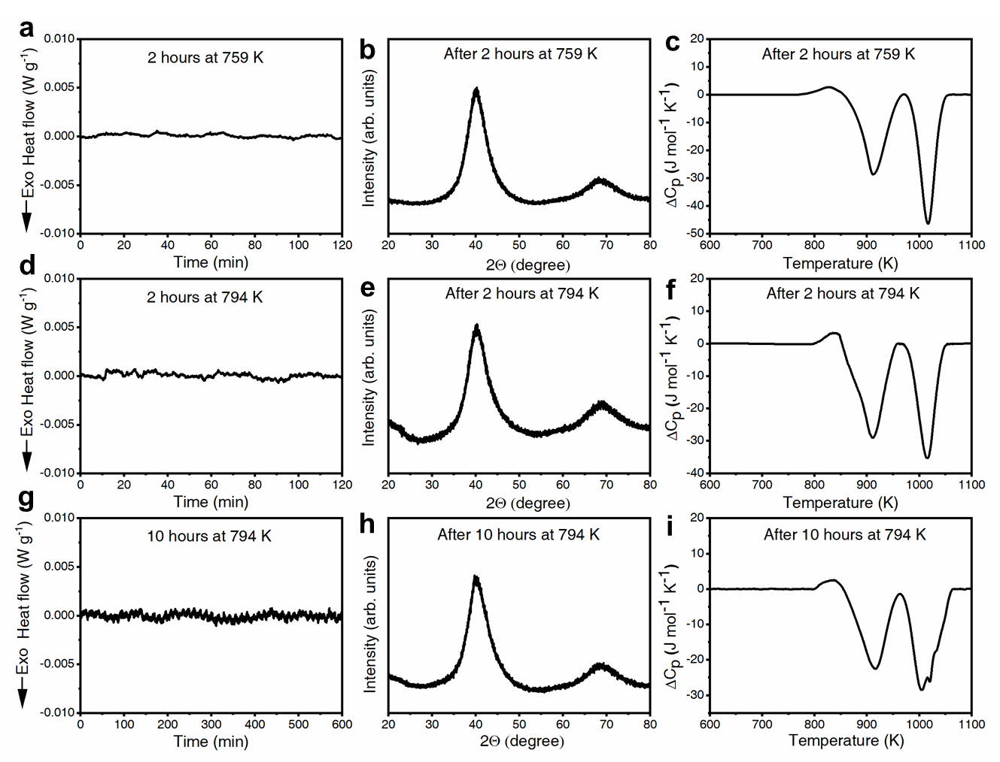 a
0.010
0.005
0.000
-0.005
-0.010
Exo Heat flow (W g-1)
2 hours at 759 K
0 20 40 60 80 100 120
Time (min)
b
Intensity (arb. units)
After 2 hours at 759 K
20 30 40 50 60 70 80
2Θ (degree)
c
20
10
0
-10
-20
-30
-40
-50
ΔCp (J mol-1 K-1)
After 2 hours at 759 K
600 700 800 900 1000 1100
Temperature (K)
d
0.010
0.005
0.000
-0.005
-0.010
Exo Heat flow (W g-1)
2 hours at 794 K
0 20 40 60 80 100 120
Time (min)
e
Intensity (arb. units)
After 2 hours at 794 K
20 30 40 50 60 70 80
2Θ (degree)
f
20
10
0
-10
-20
-30
-40
ΔCp (J mol-1 K-1)
After 2 hours at 794 K
600 700 800 900 1000 1100
Temperature (K)
g
0.010
0.005
0.000
-0.005
-0.010
Exo Heat flow (W g-1)
10 hours at 794 K
0 100 200 300 400 500 600
Time (min)
h
Intensity (arb. units)
After 10 hours at 794 K
20 30 40 50 60 70 80
2Θ (degree)
i
20
10
0
-10
-20
-30
ΔCp (J mol-1 K-1)
After 10 hours at 794 K
600 700 800 900 1000 1100
Temperature (K)